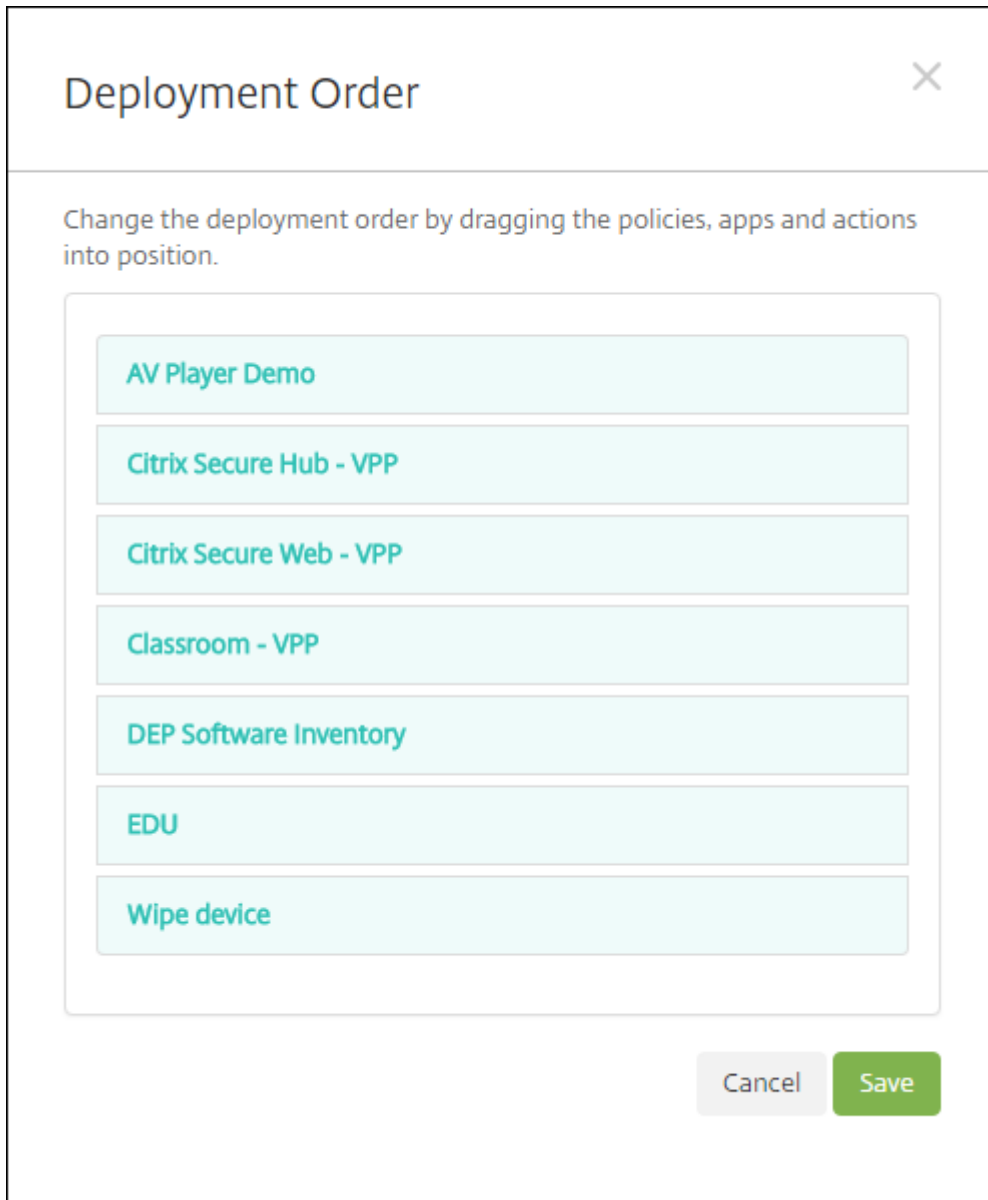 Deployment Order
Change the deployment order by dragging the policies, apps and actions
into position.
AV Player Demo
Citrix Secure Hub - VPP
Citrix Secure Web - VPP
Classroom - VPP
DEP Software Inventory
EDU
Wipe device
Cancel Save